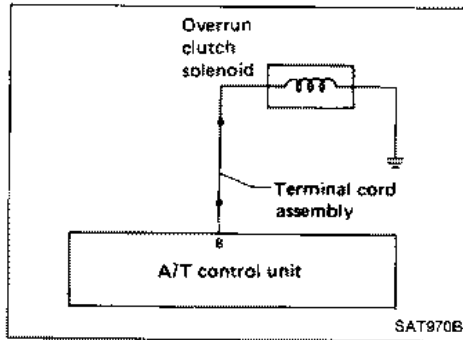 Overrun
clutch
solenoid
Terminal cord
assembly
8
A/T control unit
SAT970B